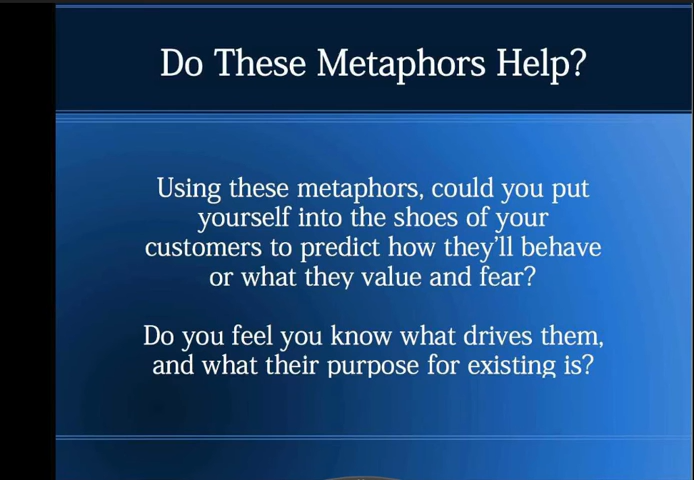 Do These Metaphors Help?
Using these metaphors, could you put
yourself into the shoes of your
customers to predict how they'll behave
or what they value and fear?
Do you feel you know what drives them,
and what their purpose for existing is?